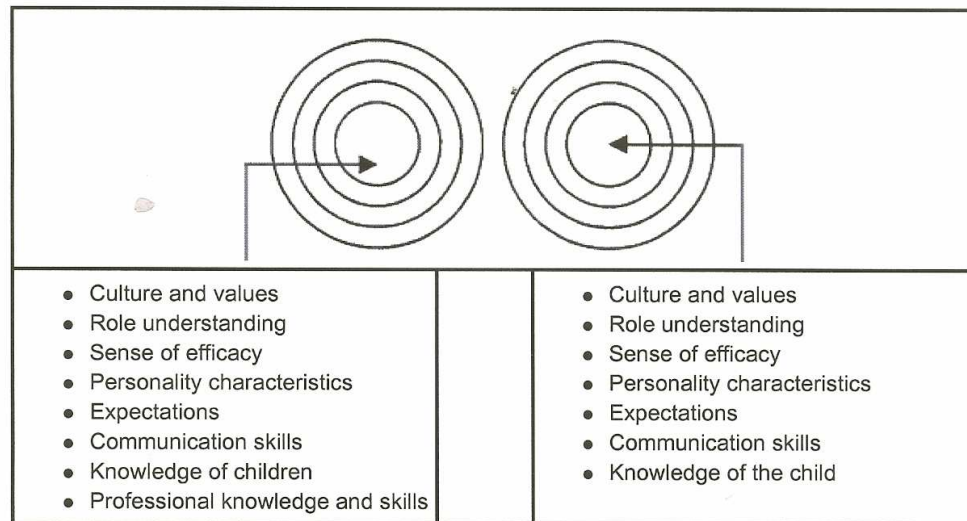 ● Culture and values
● Role understanding
● Sense of efficacy
● Personality characteristics
● Expectations
● Communication skills
● Knowledge of children
● Professional knowledge and skills
● Culture and values
● Role understanding
● Sense of efficacy
● Personality characteristics
● Expectations
● Communication skills
● Knowledge of the child